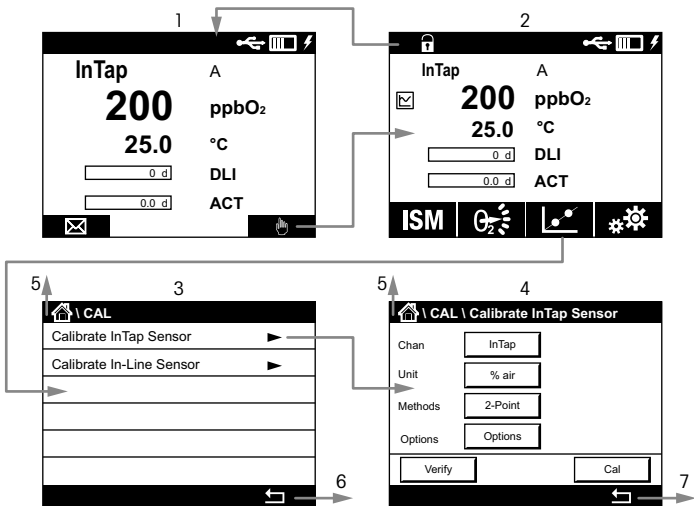 1
InTap A
200 ppbO₂
25.0 °C
0 d DLI
0.0 d ACT
2
InTap A
200 ppbO₂
25.0 °C
0 d DLI
0.0 d ACT
ISM O₂
3
5
\ CAL
Calibrate InTap Sensor
Calibrate In-Line Sensor
6
4
5
\ CAL \ Calibrate InTap Sensor
Chan InTap
Unit % air
Methods 2-Point
Options Options
Verify Cal
7